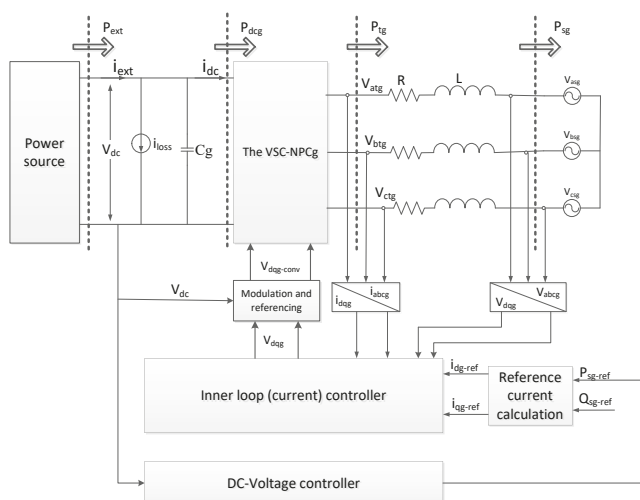 P_ext
P_dcg
P_tg
P_sg
i_ext
i_dc
V_atg
R
L
V_asg
Power source
V_dc
i_loss
Cg
The VSC-NPCg
V_btg
V_bsg
V_ctg
V_csg
V_dqg-conv
V_dc
Modulation and referencing
i_dqg
i_abcg
V_dqg
V_abcg
V_dqg
Inner loop (current) controller
i_dg-ref
i_qg-ref
Reference current calculation
P_sg-ref
Q_sg-ref
DC-Voltage controller